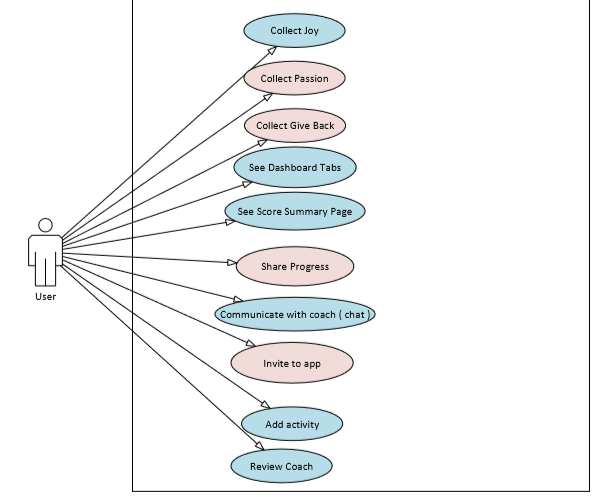 Collect Joy
Collect Passion
Collect Give Back
See Dashboard Tabs
See Score Summary Page
Share Progress
Communicate with coach ( chat )
Invite to app
Add activity
Review Coach
User